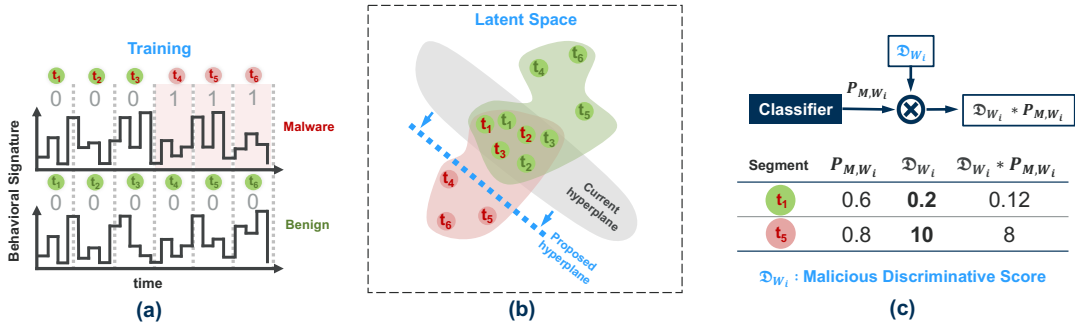 Training
t1 t2 t3 t4 t5 t6
0 0 0 1 1 1
Malware
t1 t2 t3 t4 t5 t6
0 0 0 0 0 0
Benign
Behavioral Signature
time
(a)
Latent Space
t4 t6
t5
t1 t1 t2 t3
t3 t2
t4
t6 t5
Current
hyperplane
Proposed
hyperplane
(b)
𝔇Wi
PM,Wi
Classifier
⊗
𝔇Wi * PM,Wi
Segment PM,Wi 𝔇Wi 𝔇Wi * PM,Wi
t1 0.6 0.2 0.12
t5 0.8 10 8
𝔇Wi : Malicious Discriminative Score
(c)